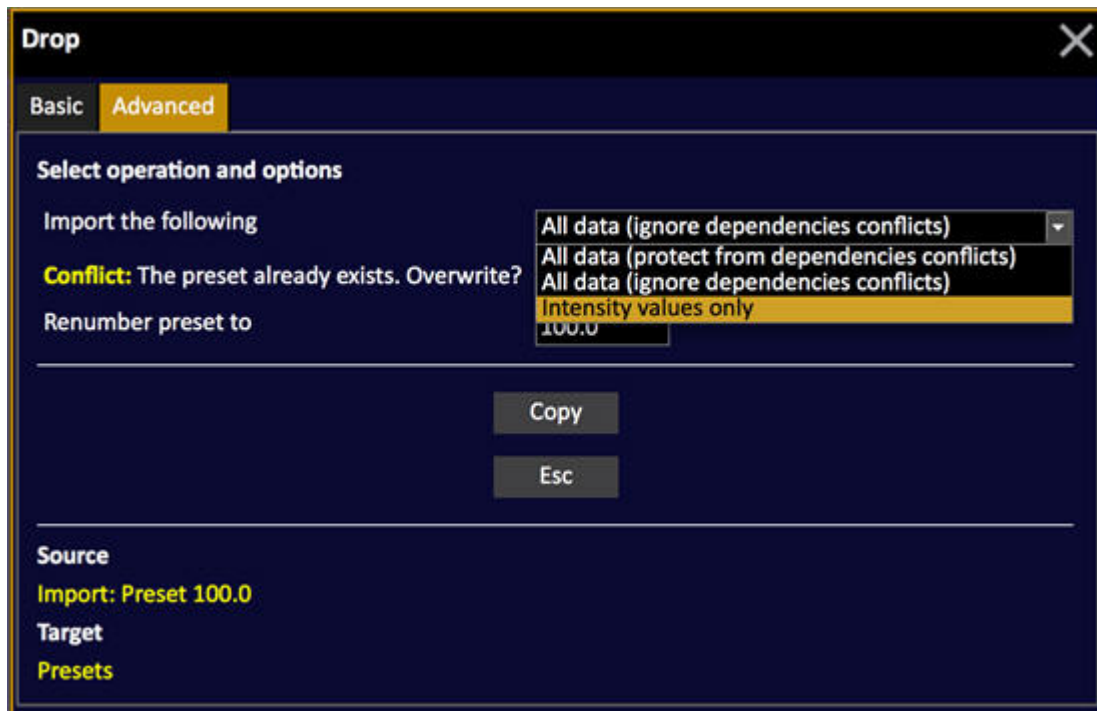 Drop
Basic Advanced
Select operation and options
Import the following
All data (ignore dependencies conflicts)
All data (protect from dependencies conflicts)
All data (ignore dependencies conflicts)
Intensity values only
Conflict: The preset already exists. Overwrite?
Renumber preset to
100.0
Copy
Esc
Source
Import: Preset 100.0
Target
Presets